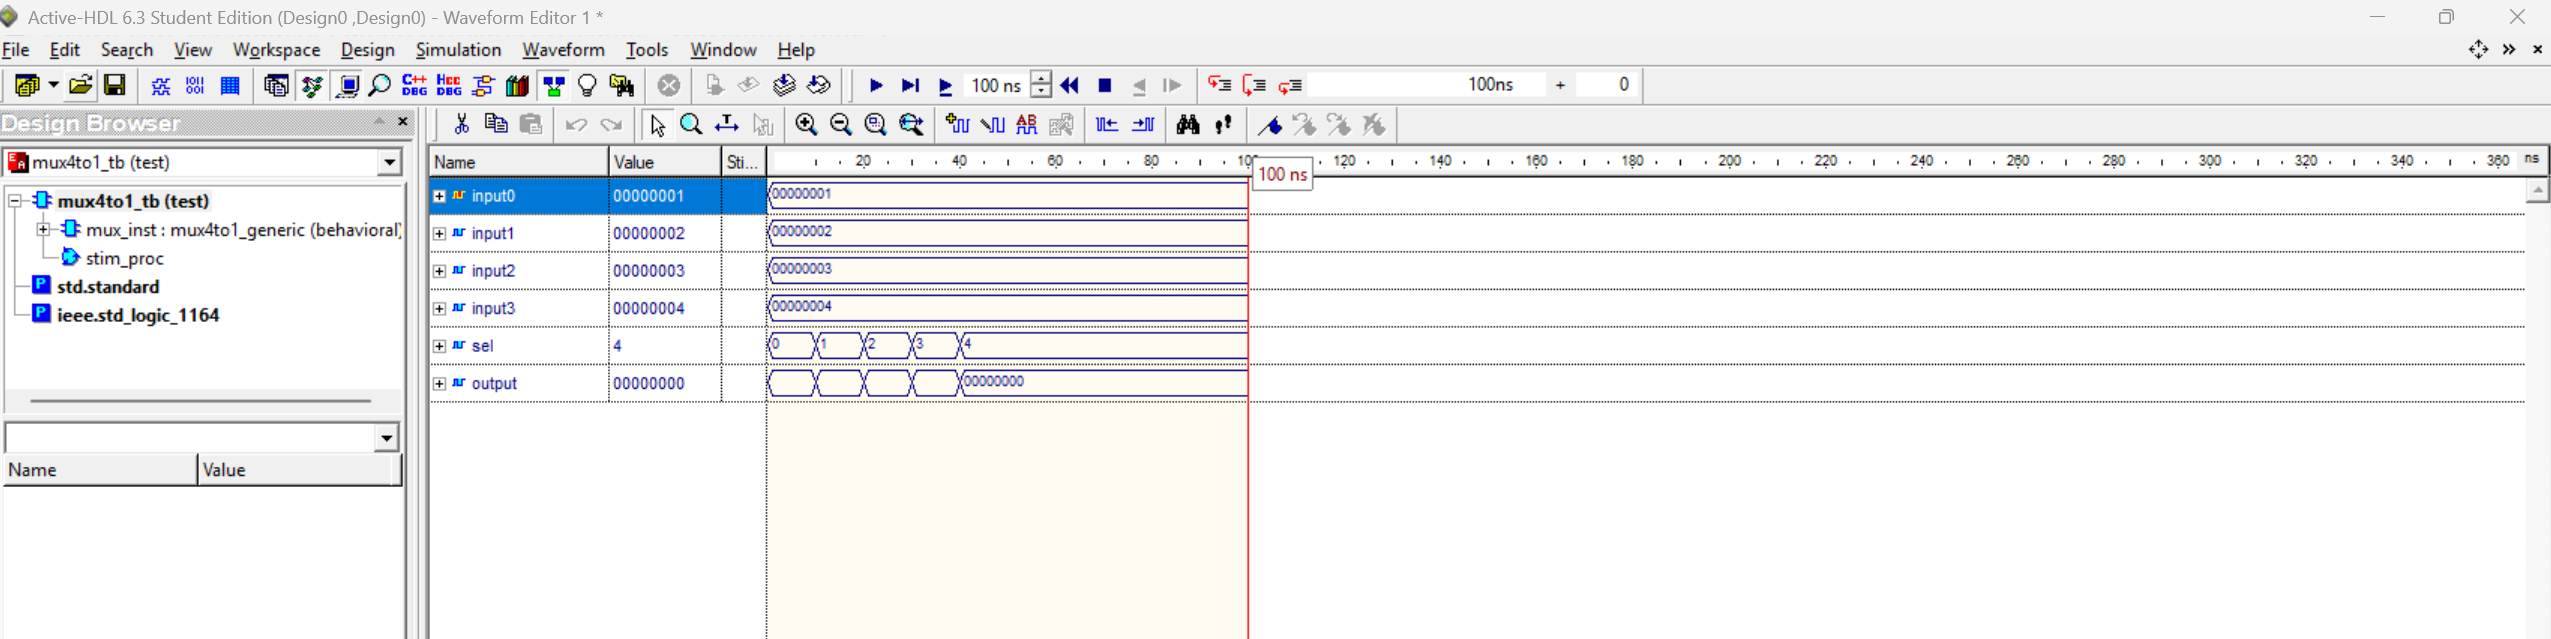 Active-HDL 6.3 Student Edition (Design0 ,Design0) - Waveform Editor 1 *
File Edit Search View Workspace Design Simulation Waveform Tools Window Help
C++ DBG HCC DBG 100 ns 100ns + 0
Design Browser
mux4to1_tb (test)
mux4to1_tb (test)
mux_inst : mux4to1_generic (behavioral)
stim_proc
std.standard
ieee.std_logic_1164
Name Value
Name Value Sti... 20 40 60 80 100 120 140 160 180 200 220 240 260 280 300 320 340 360 ns
100 ns
input0 00000001 00000001
input1 00000002 00000002
input2 00000003 00000003
input3 00000004 00000004
sel 4 0 1 2 3 4
output 00000000 00000000